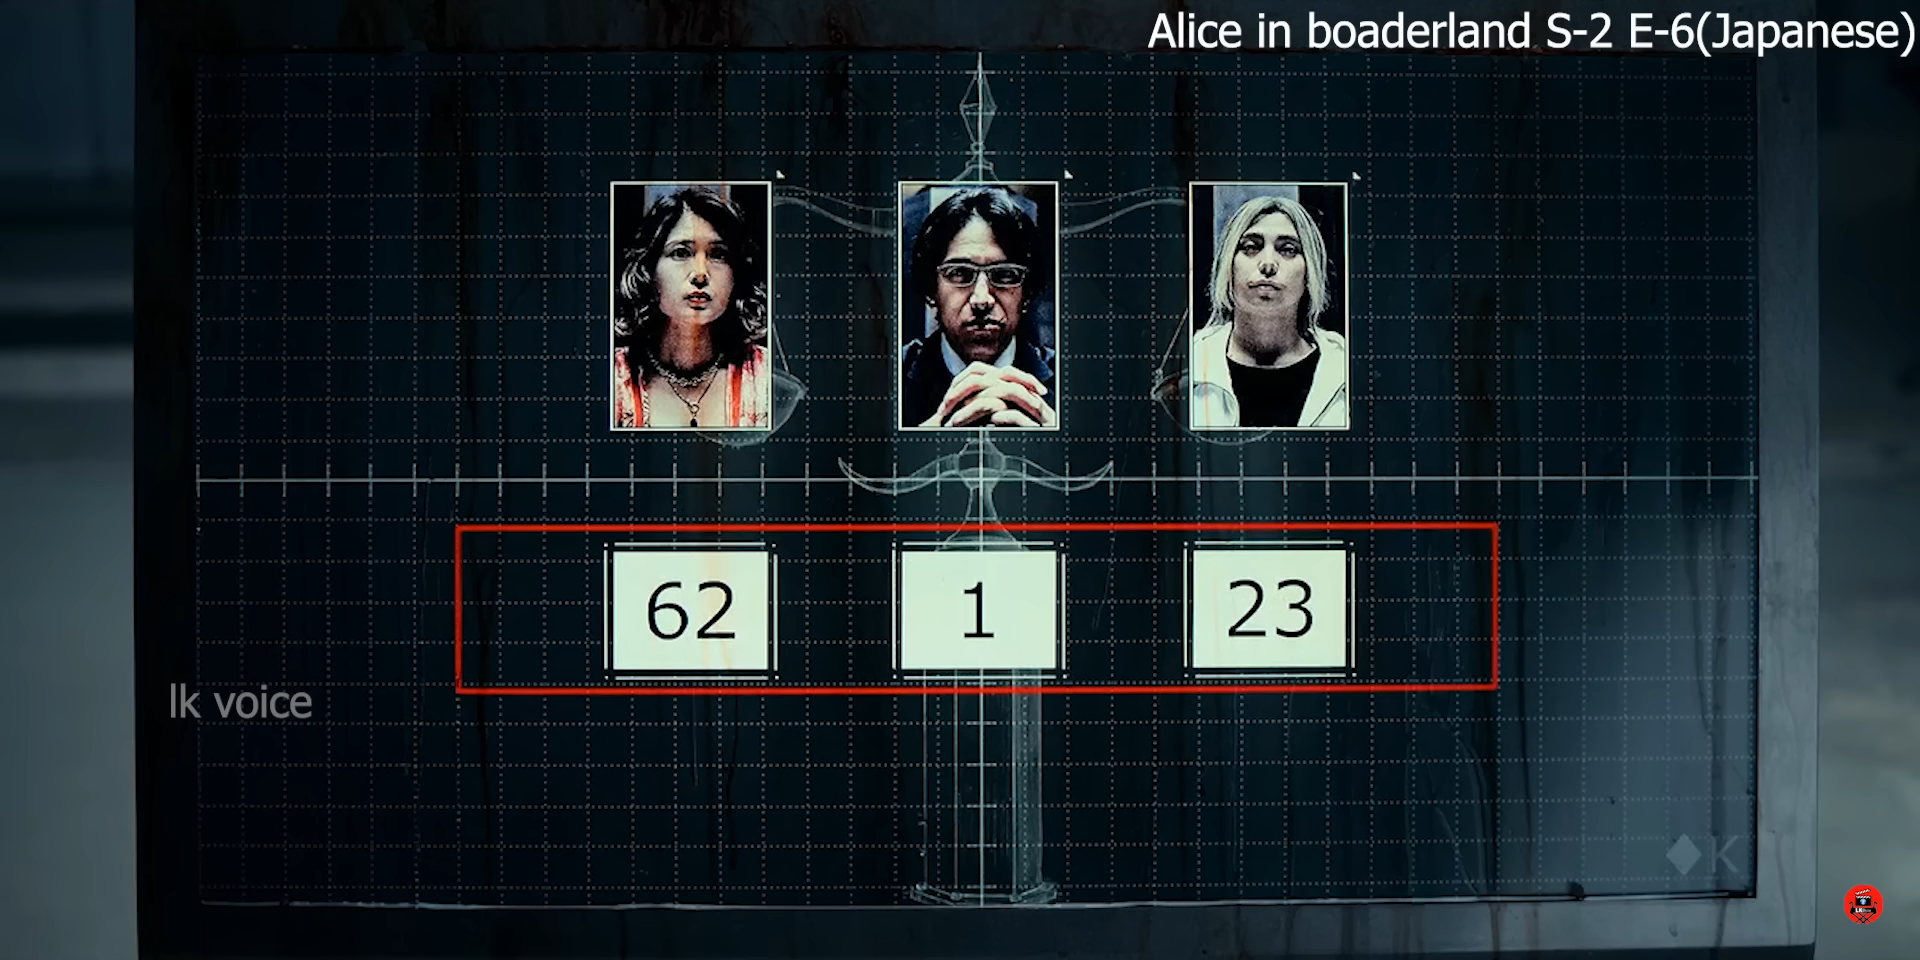 Alice in boaderland S-2 E-6(Japanese)
62 1 23
lk voice
♦K